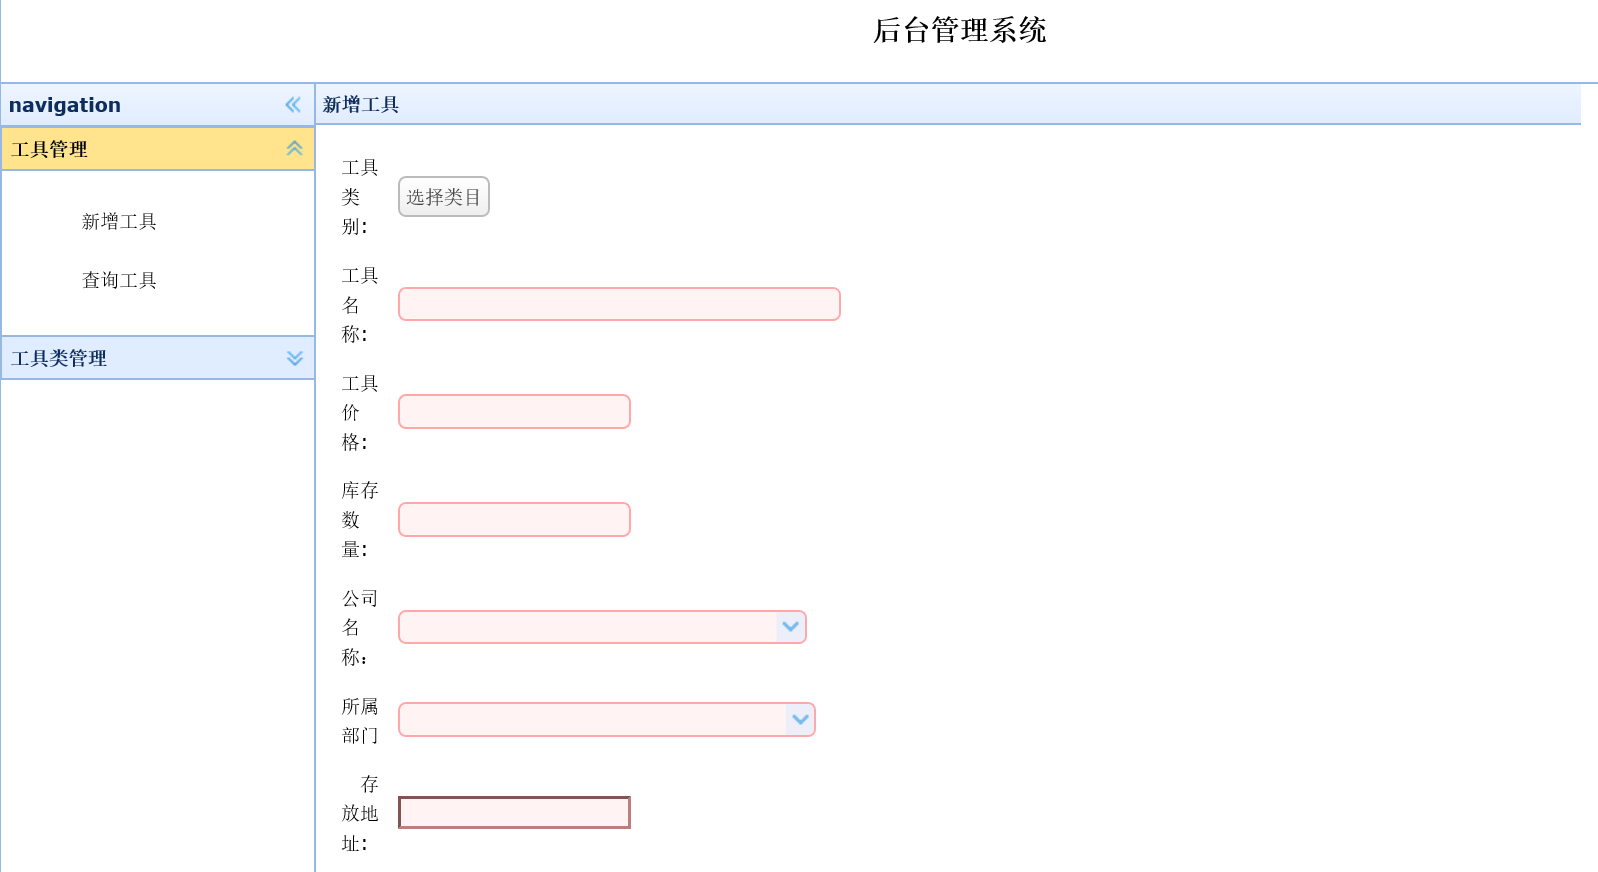 后台管理系统
navigation
工具管理
新增工具
查询工具
工具类管理
新增工具
工具
类
别:
选择类目
工具
名
称:
工具
价
格:
库存
数
量:
公司
名
称：
所属
部门
存
放地
址: